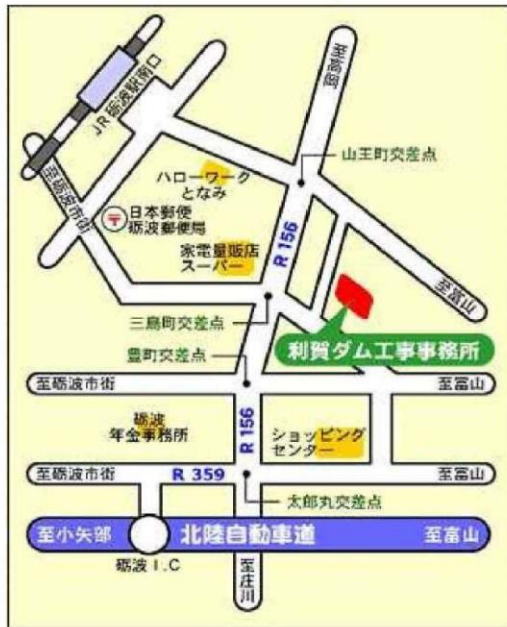 JR砺波駅南口
至高岡
山王町交差点
ハローワーク
となみ
至砺波市街
日本郵便
砺波郵便局
家電量販店
スーパー
R 156
至富山
三島町交差点
利賀ダム工事事務所
豊町交差点
至砺波市街
至富山
砺波
年金事務所
R 156
ショッピング
センター
至砺波市街
R 359
至富山
太郎丸交差点
至小矢部
北陸自動車道
至富山
砺波 I.C
至庄川